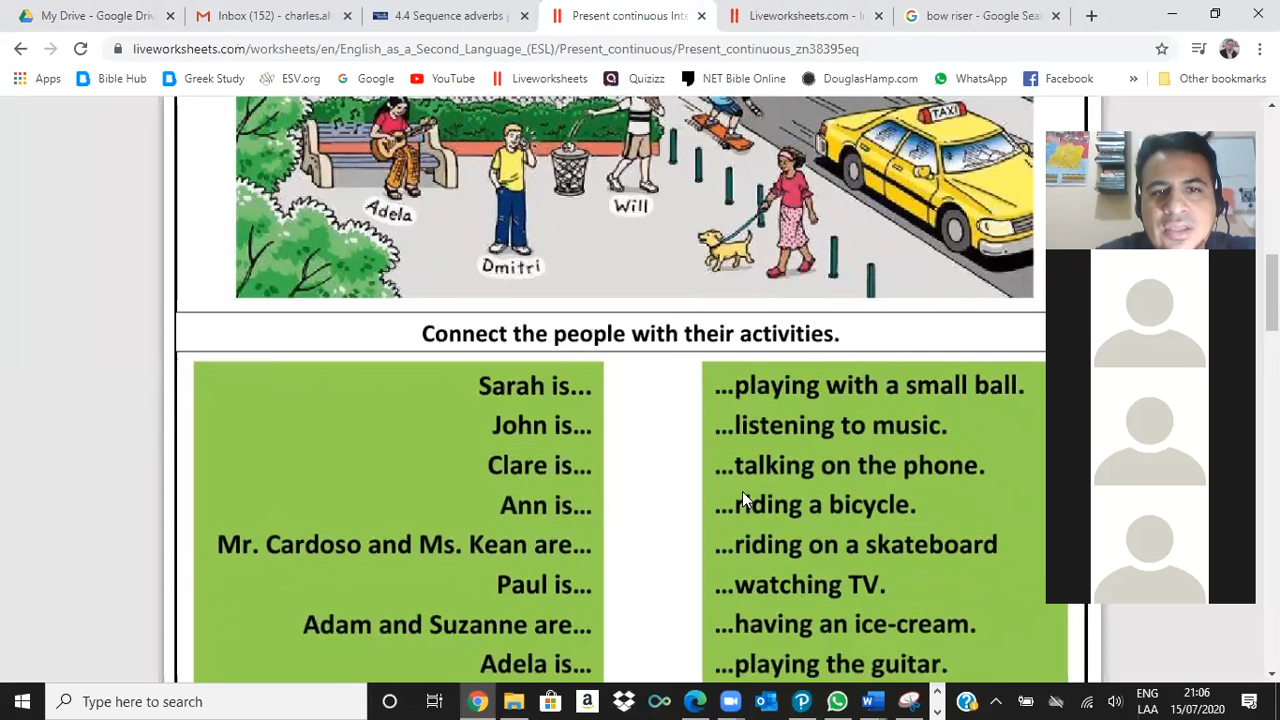 My Drive - Google Driv
Inbox (152) - charles.al
4.4 Sequence adverbs
Present continuous Inte
Liveworksheets.com - In
bow riser - Google Sea
liveworksheets.com/worksheets/en/English_as_a_Second_Language_(ESL)/Present_continuous/Present_continuous_zn38395eq
Apps
Bible Hub
Greek Study
ESV.org
Google
YouTube
Liveworksheets
Quizizz
NET Bible Online
DouglasHamp.com
WhatsApp
Facebook
»
Other bookmarks
TAXI
Adela
Will
Dmitri
Connect the people with their activities.
Sarah is...
...playing with a small ball.
John is...
...listening to music.
Clare is...
...talking on the phone.
Ann is...
...riding a bicycle.
Mr. Cardoso and Ms. Kean are...
...riding on a skateboard
Paul is...
...watching TV.
Adam and Suzanne are...
...having an ice-cream.
Adela is...
...playing the guitar.
Type here to search
ENG
LAA
21:06
15/07/2020